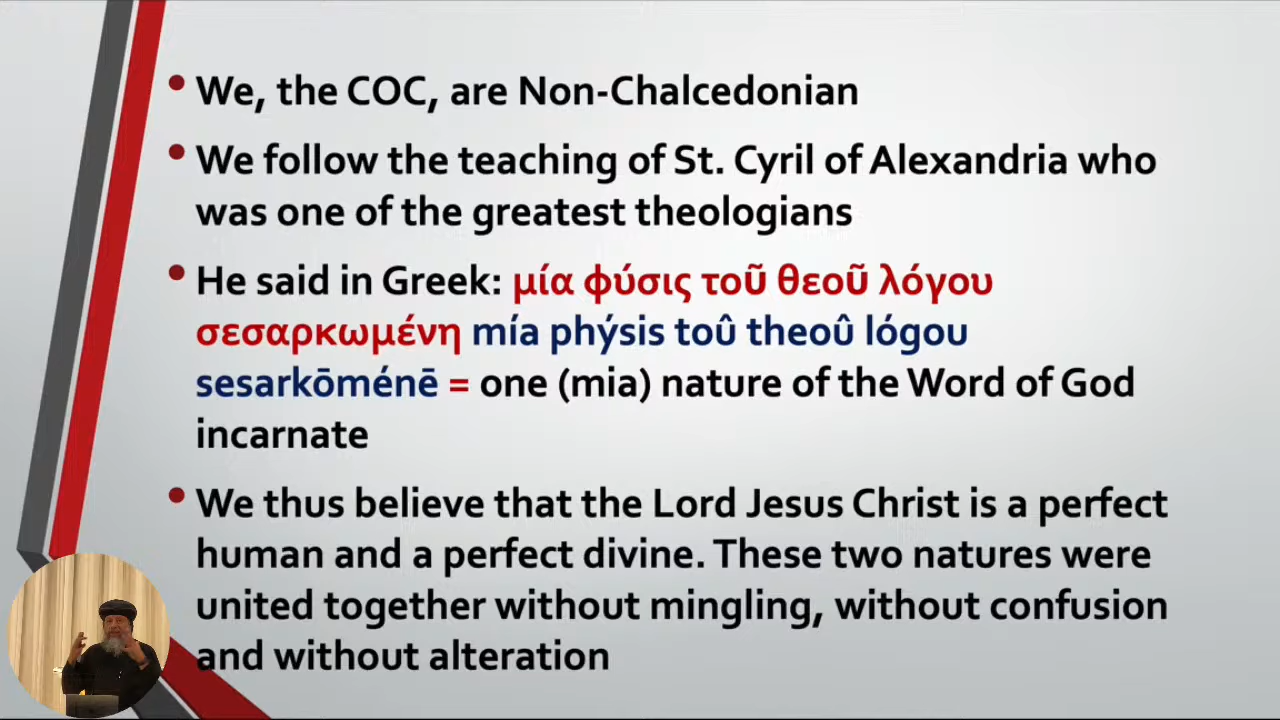 • We, the COC, are Non-Chalcedonian
• We follow the teaching of St. Cyril of Alexandria who
was one of the greatest theologians
• He said in Greek: μία φύσις τοῦ θεοῦ λόγου
σεσαρκωμένη mía phýsis toû theoû lógou
sesarkōménē = one (mia) nature of the Word of God
incarnate
• We thus believe that the Lord Jesus Christ is a perfect
human and a perfect divine. These two natures were
united together without mingling, without confusion
and without alteration